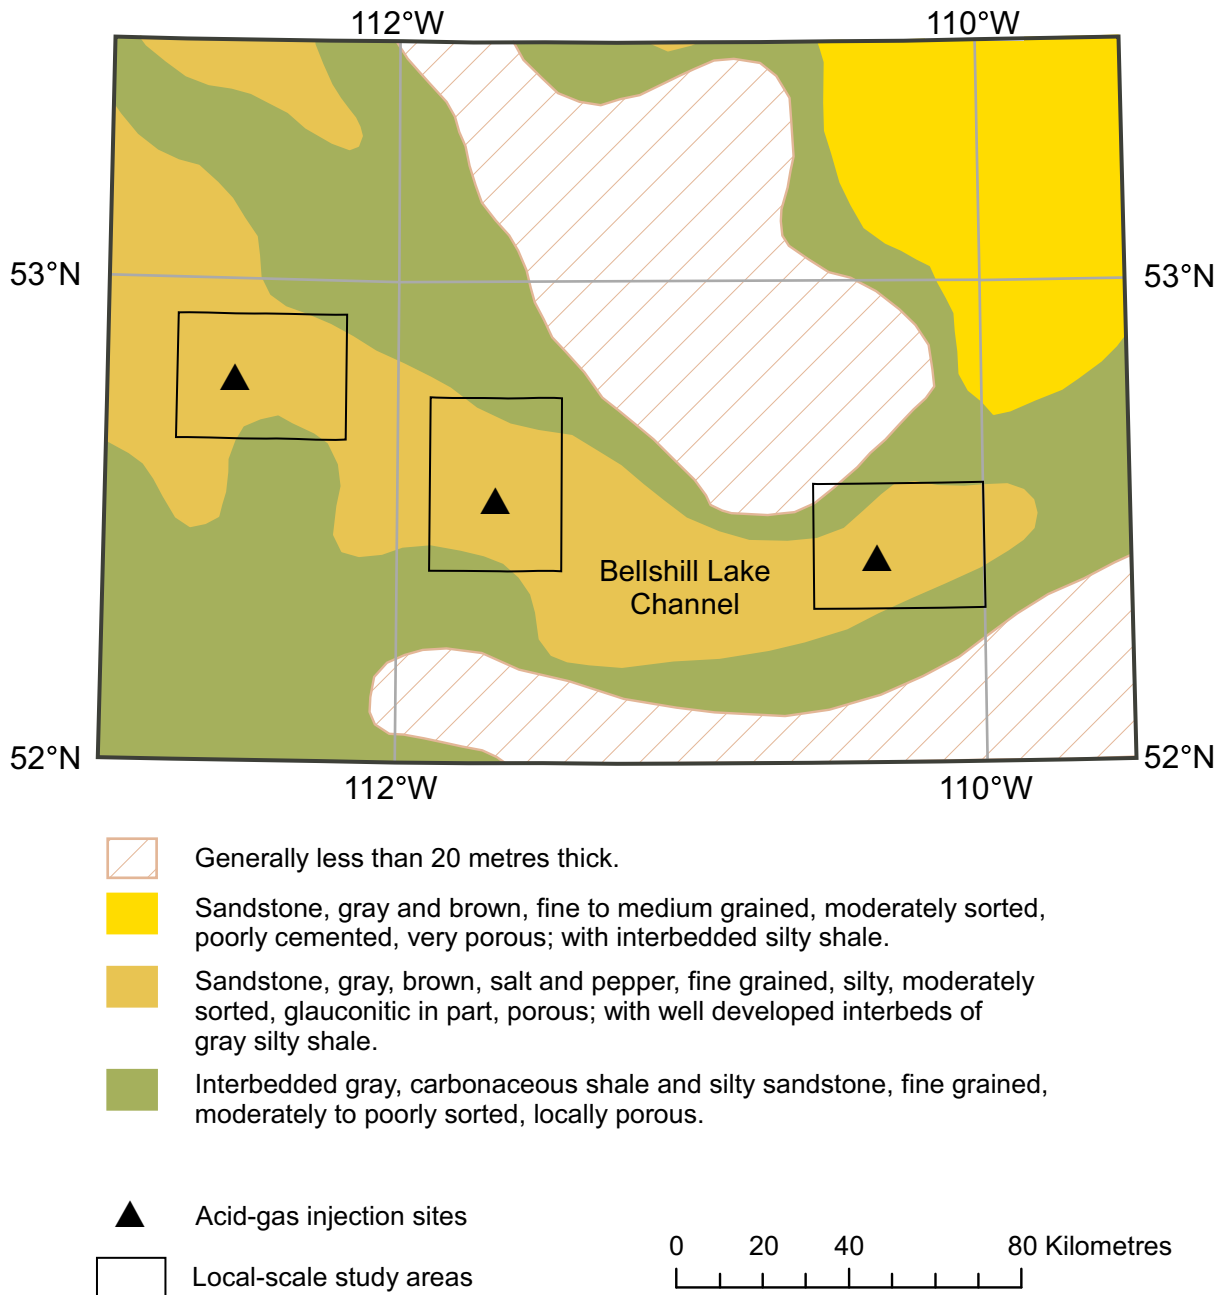 112°W
110°W
53°N
53°N
Bellshill Lake
Channel
52°N
52°N
112°W
110°W
Generally less than 20 metres thick.
Sandstone, gray and brown, fine to medium grained, moderately sorted,
poorly cemented, very porous; with interbedded silty shale.
Sandstone, gray, brown, salt and pepper, fine grained, silty, moderately
sorted, glauconitic in part, porous; with well developed interbeds of
gray silty shale.
Interbedded gray, carbonaceous shale and silty sandstone, fine grained,
moderately to poorly sorted, locally porous.
Acid-gas injection sites
Local-scale study areas
0 20 40 80 Kilometres